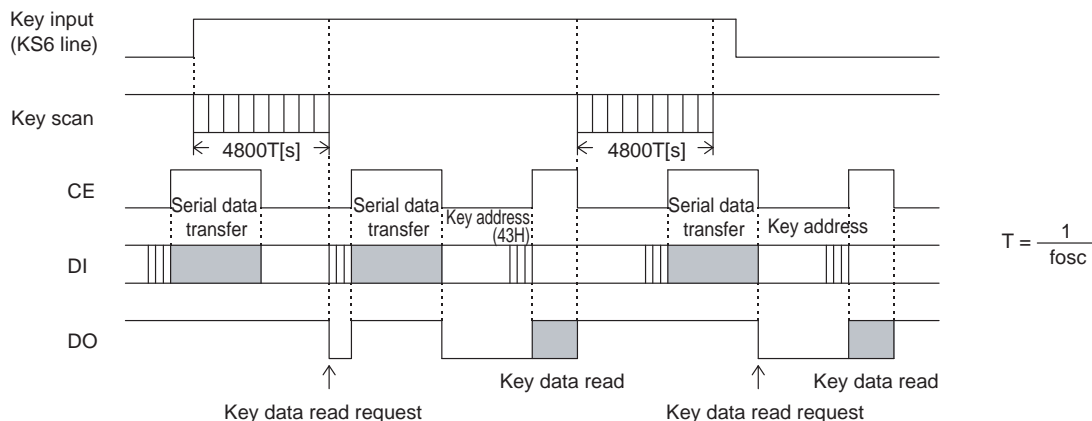 Key input
(KS6 line)
Key scan
4800T[s]
4800T[s]
CE
Serial data
transfer
Serial data
transfer
Key address
(43H)
Serial data
transfer
Key address
DI
T = 1
fosc
DO
Key data read
Key data read
Key data read request
Key data read request